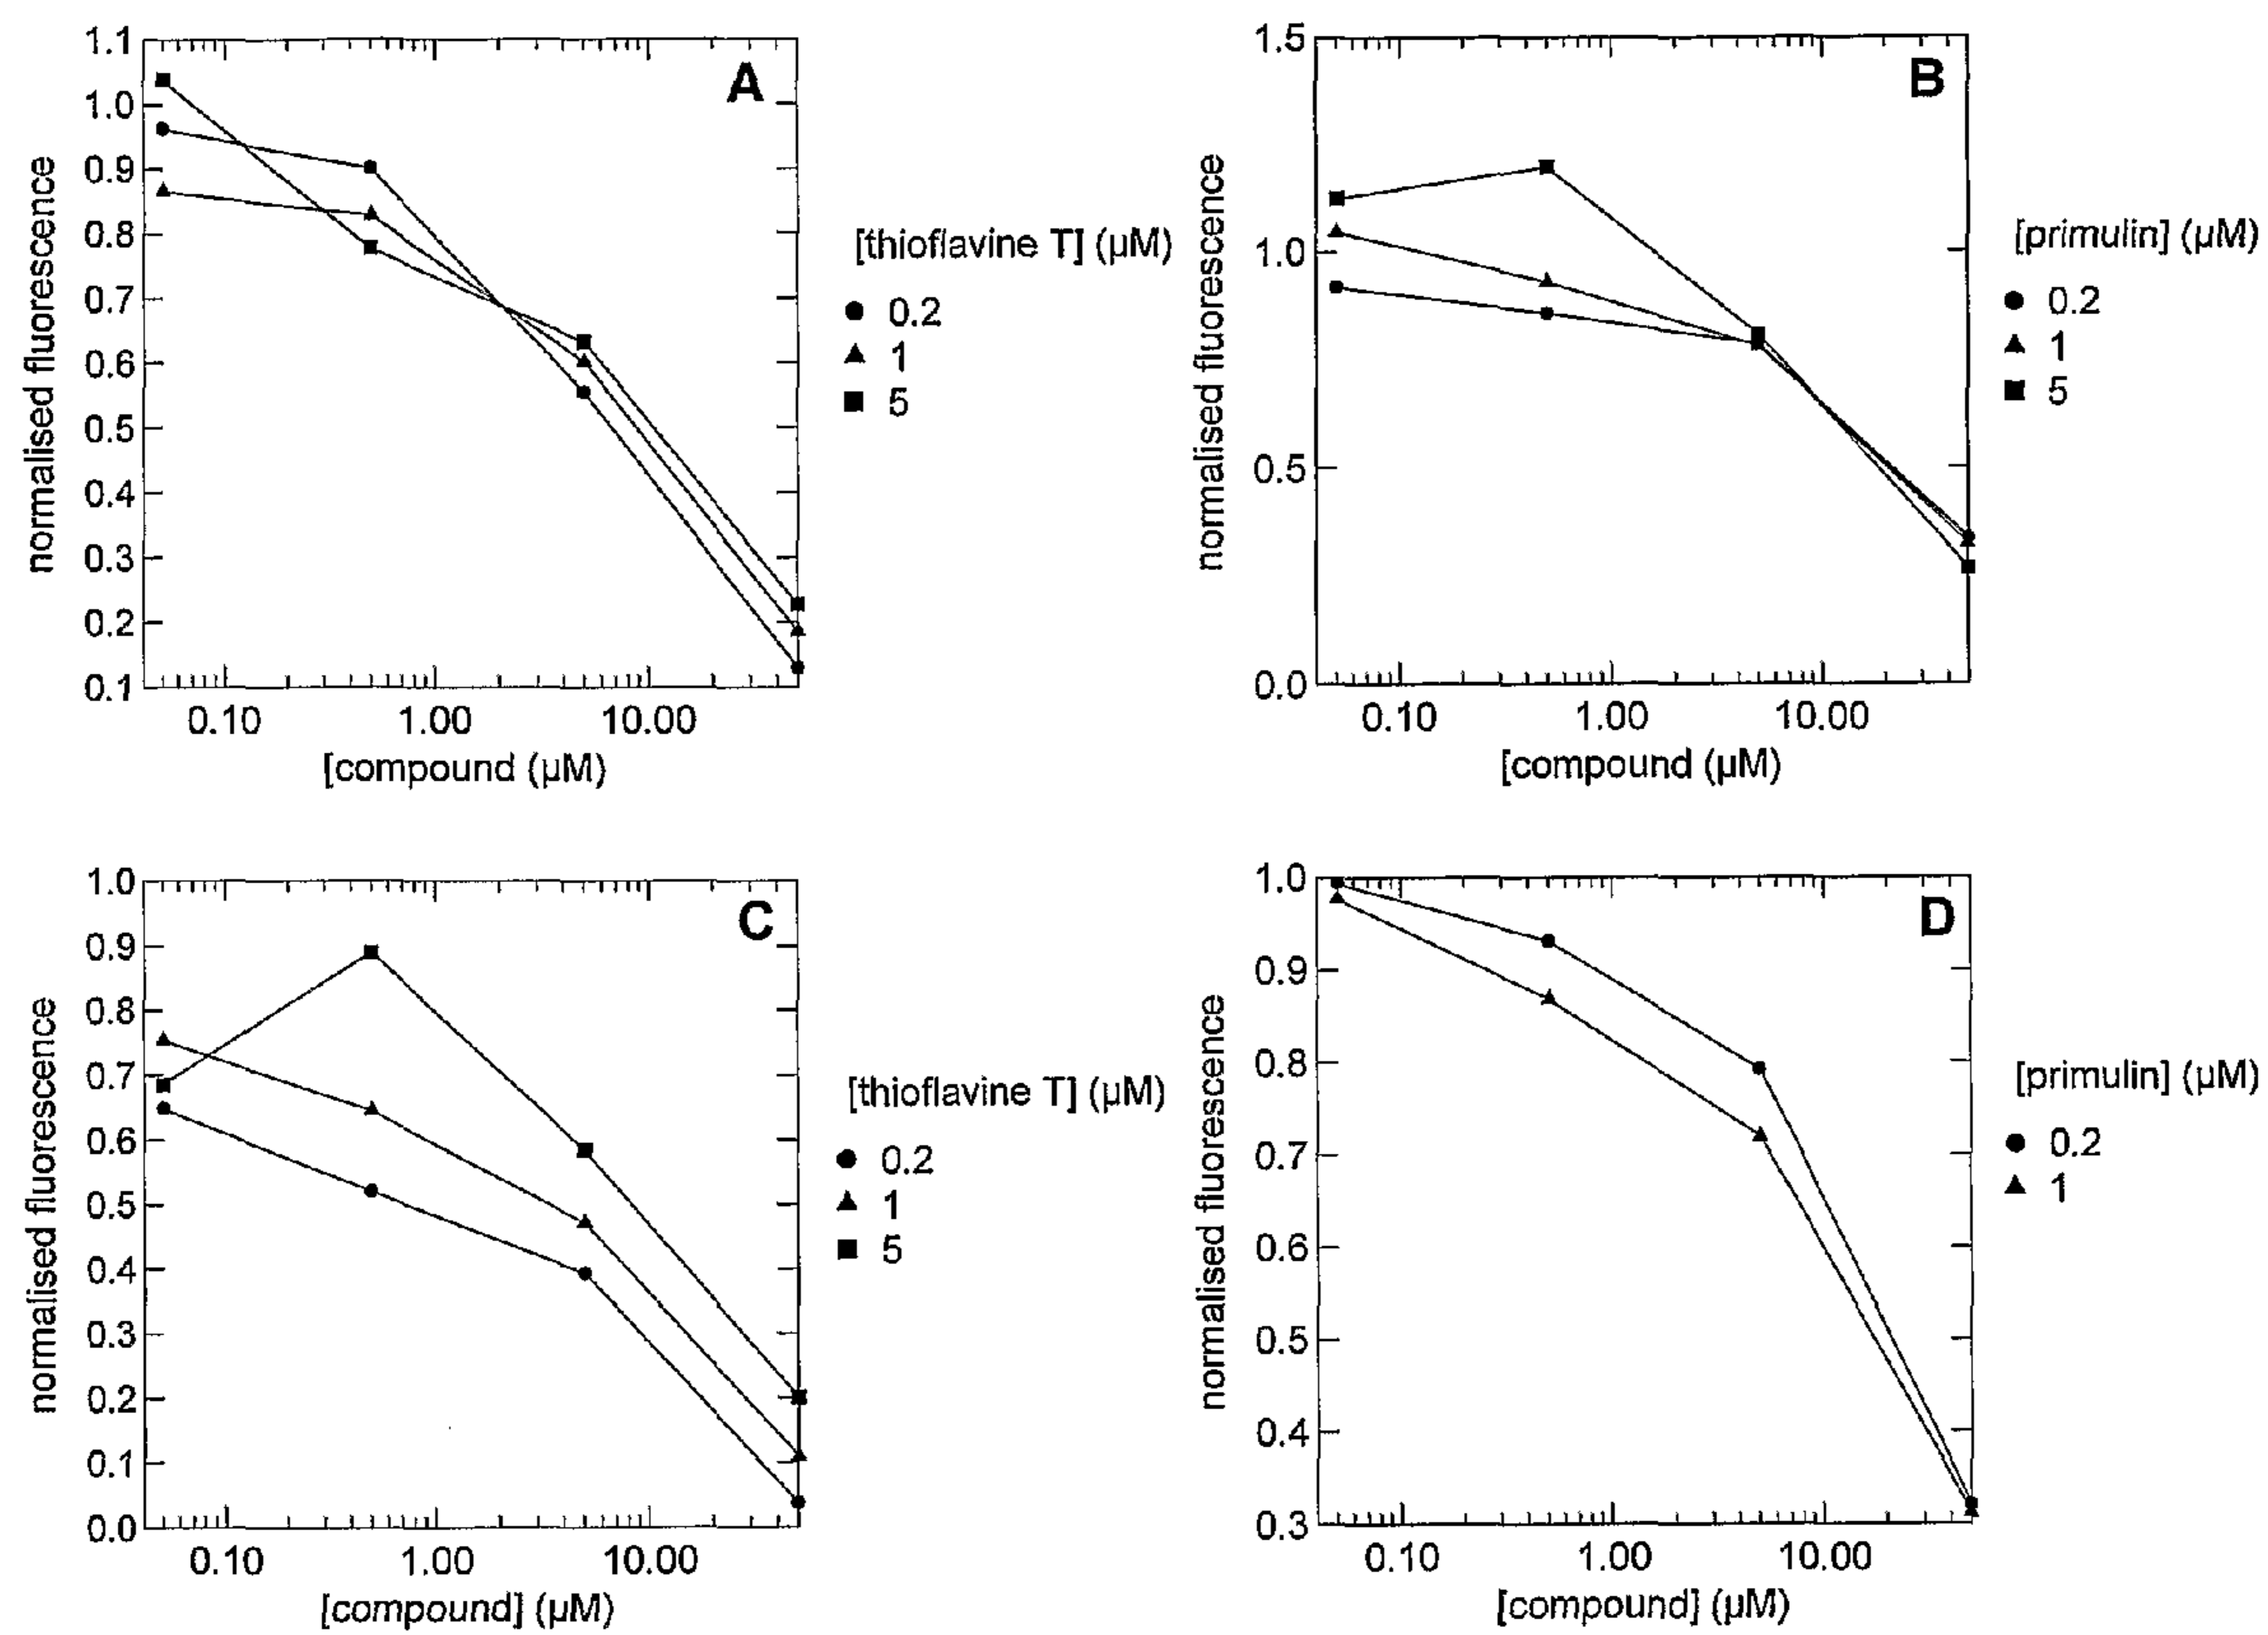 A
normalised fluorescence
1.1
1.0
0.9
0.8
0.7
0.6
0.5
0.4
0.3
0.2
0.1
0.10 1.00 10.00
[compound (µM)
[thioflavine T] (µM)
0.2
1
5
B
normalised fluorescence
1.5
1.0
0.5
0.0
0.10 1.00 10.00
[compound (µM)
[primulin] (µM)
0.2
1
5
C
normalised fluorescence
1.0
0.9
0.8
0.7
0.6
0.5
0.4
0.3
0.2
0.1
0.0
0.10 1.00 10.00
[compound] (µM)
[thioflavine T] (µM)
0.2
1
5
D
normalised fluorescence
1.0
0.9
0.8
0.7
0.6
0.5
0.4
0.3
0.10 1.00 10.00
[compound] (µM)
[primulin] (µM)
0.2
1